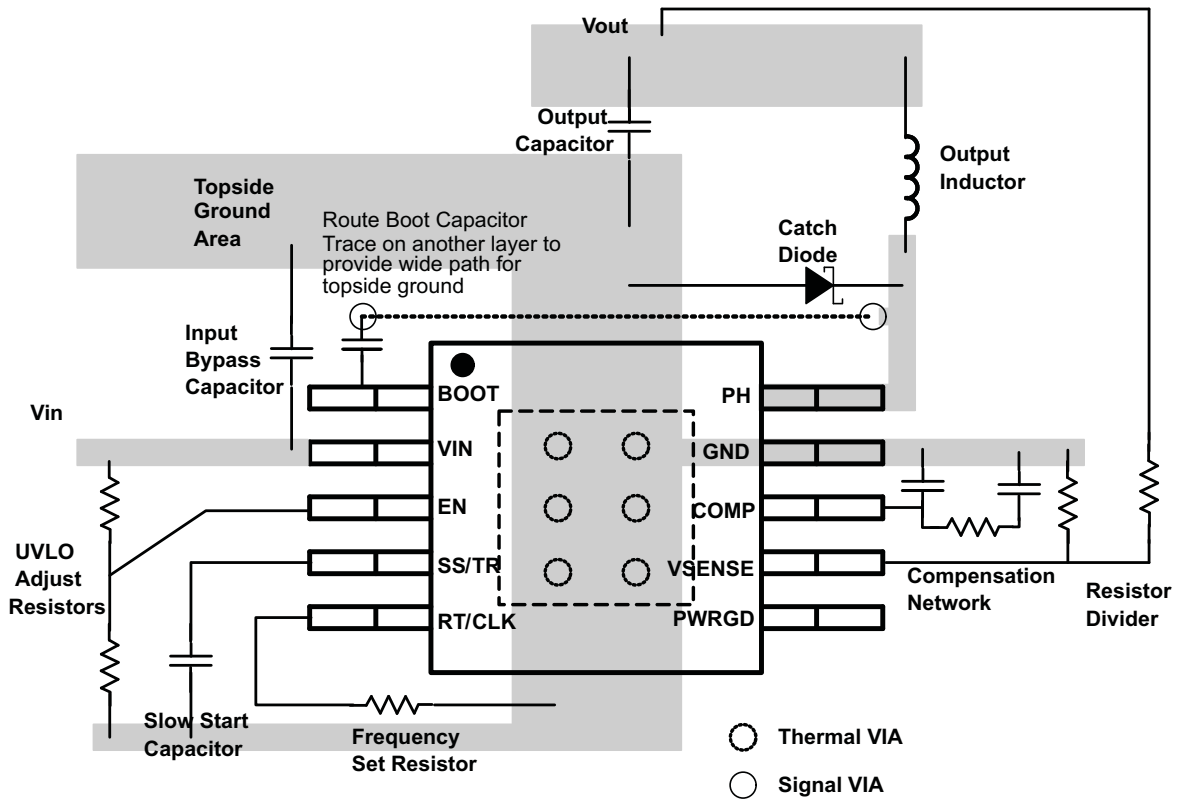 Vout
Output
Capacitor
Output
Inductor
Topside
Ground
Area
Route Boot Capacitor
Trace on another layer to
provide wide path for
topside ground
Catch
Diode
Input
Bypass
Capacitor
Vin
BOOT
VIN
EN
SS/TR
RT/CLK
PH
GND
COMP
VSENSE
PWRGD
UVLO
Adjust
Resistors
Compensation
Network
Resistor
Divider
Slow Start
Capacitor
Frequency
Set Resistor
Thermal VIA
Signal VIA